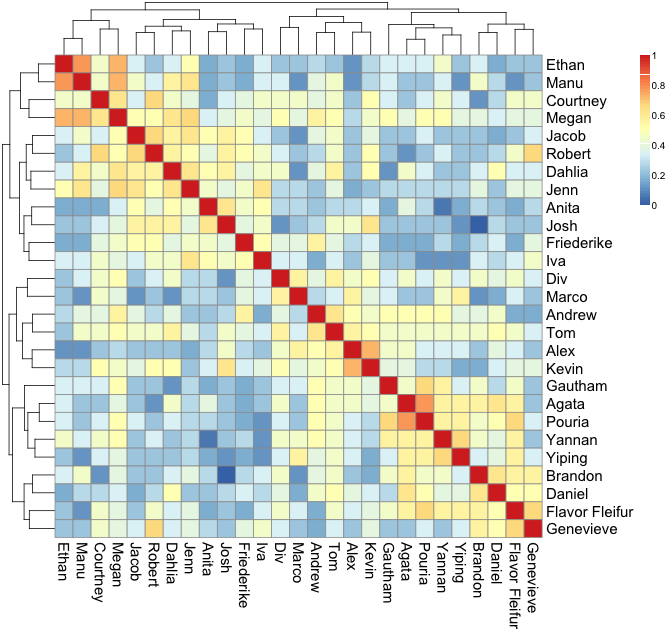 Ethan
Manu
Courtney
Megan
Jacob
Robert
Dahlia
Jenn
Anita
Josh
Friederike
Iva
Div
Marco
Andrew
Tom
Alex
Kevin
Gautham
Agata
Pouria
Yannan
Yiping
Brandon
Daniel
Flavor Fleifur
Genevieve
1
0.8
0.6
0.4
0.2
0
Ethan
Manu
Courtney
Megan
Jacob
Robert
Dahlia
Jenn
Anita
Josh
Friederike
Iva
Div
Marco
Andrew
Tom
Alex
Kevin
Gautham
Agata
Pouria
Yannan
Yiping
Brandon
Daniel
Flavor Fleifur
Genevieve